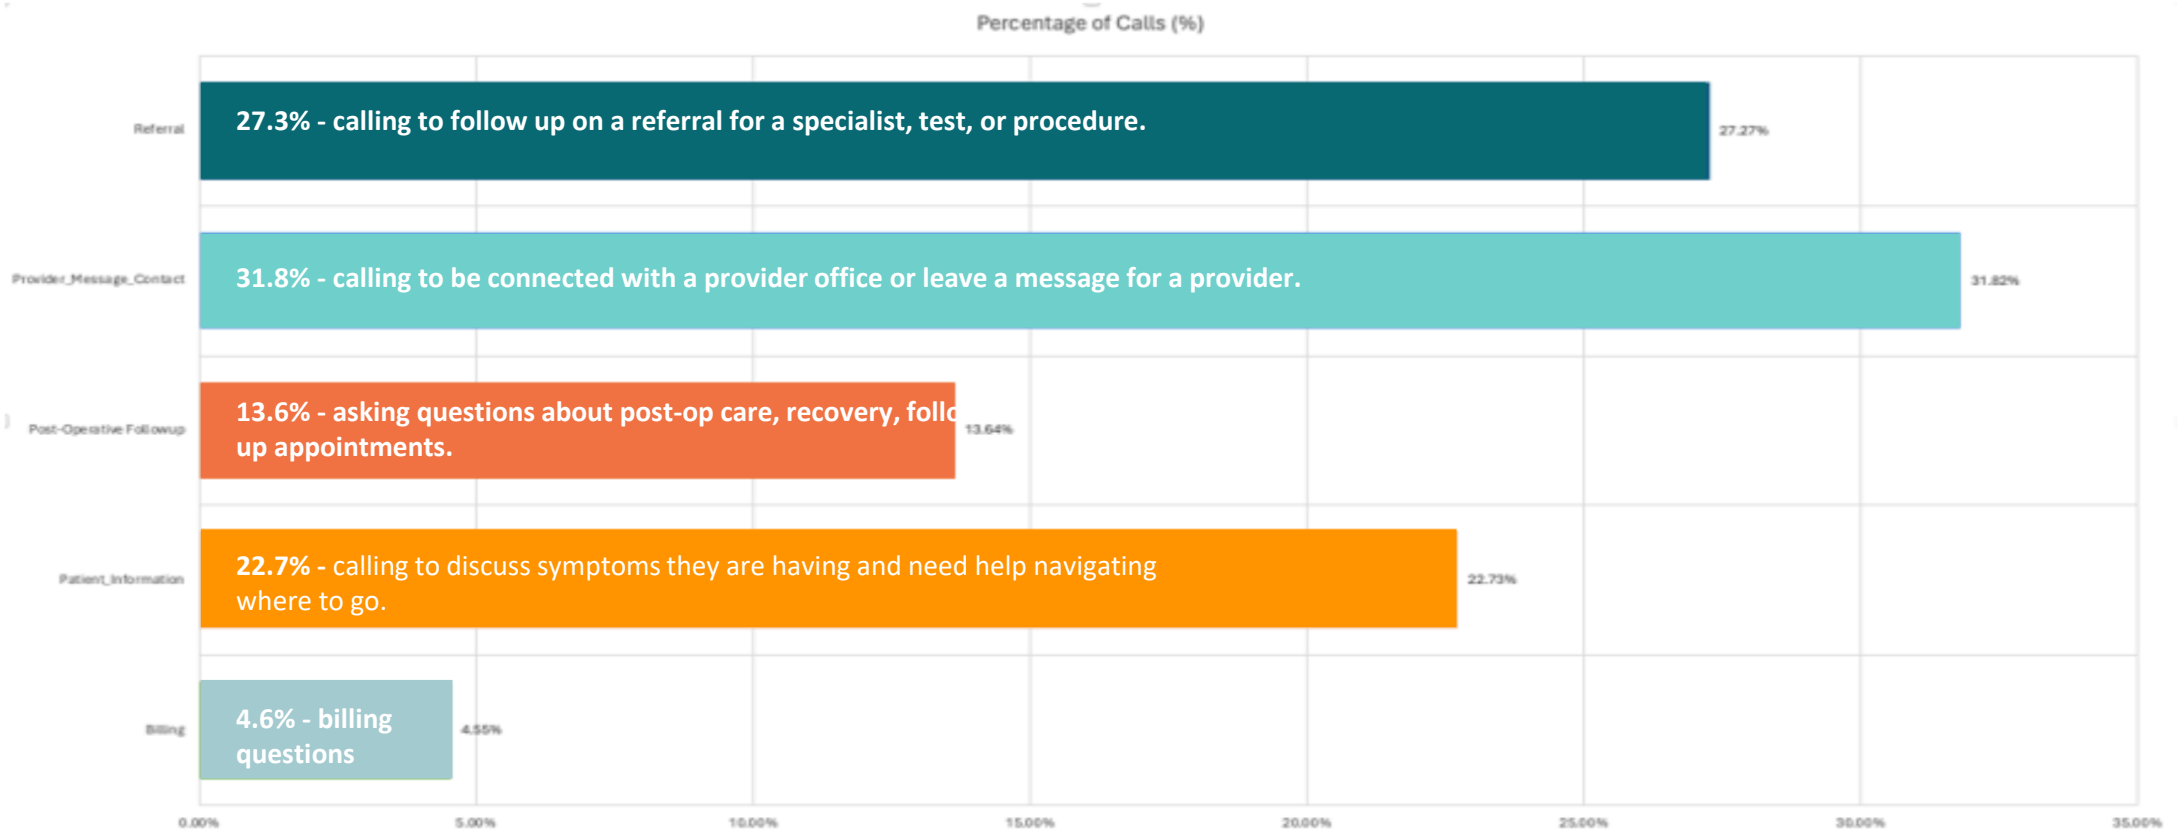 Percentage of Calls (%)
Referral
27.3% - calling to follow up on a referral for a specialist, test, or procedure.
27.27%
Provider_Message_Contact
31.8% - calling to be connected with a provider office or leave a message for a provider.
31.82%
Post-Operative Followup
13.6% - asking questions about post-op care, recovery, follo
up appointments.
13.64%
Patient_Information
22.7% - calling to discuss symptoms they are having and need help navigating
where to go.
22.73%
Billing
4.6% - billing
questions
4.55%
0.00% 5.00% 10.00% 15.00% 20.00% 25.00% 30.00% 35.00%